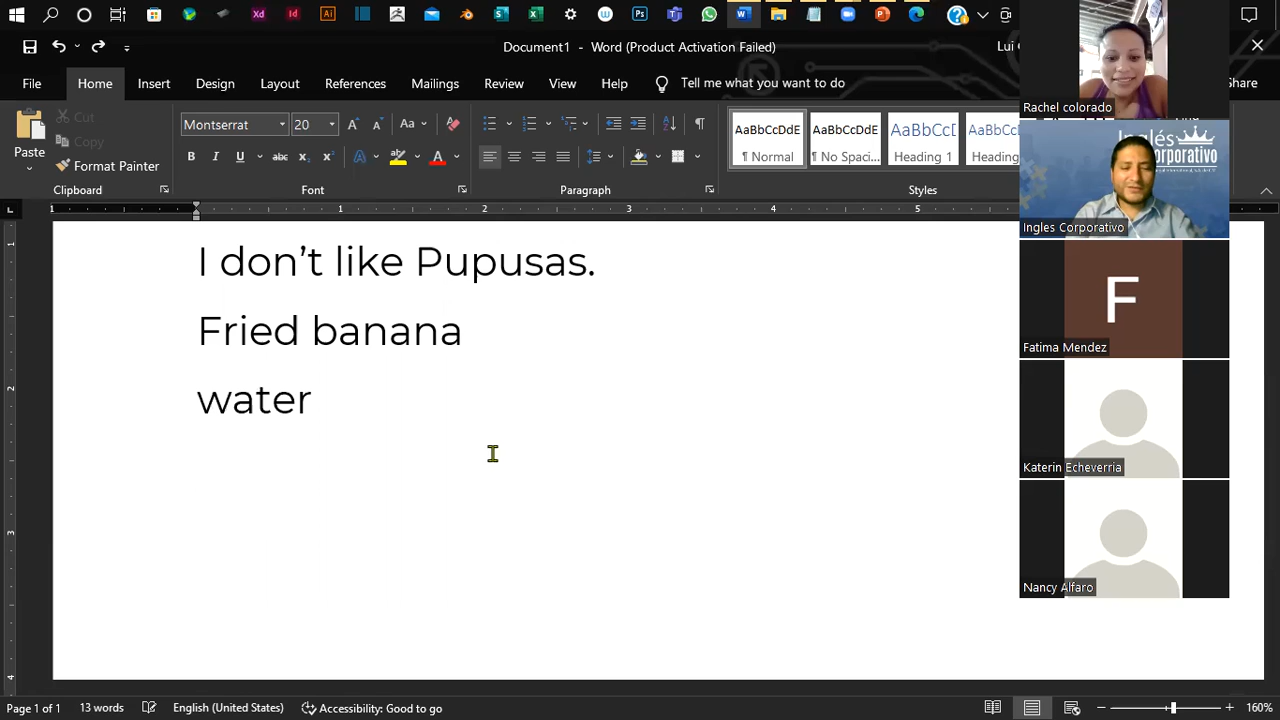 Document1 - Word (Product Activation Failed)
Lui
File Home Insert Design Layout References Mailings Review View Help Tell me what you want to do Share
Paste
Cut
Copy
Format Painter
Clipboard
Montserrat 20
Font
Paragraph
AaBbCcDdE ¶ Normal
AaBbCcDdE ¶ No Spaci...
AaBbC Heading 1
AaBbCcD Heading
Styles
I don't like Pupusas.
Fried banana
water
Rachel colorado
Inglés
Corporativo
Ingles Corporativo
F
Fatima Mendez
Katerin Echeverria
Nancy Alfaro
Page 1 of 1 13 words English (United States) Accessibility: Good to go 160%